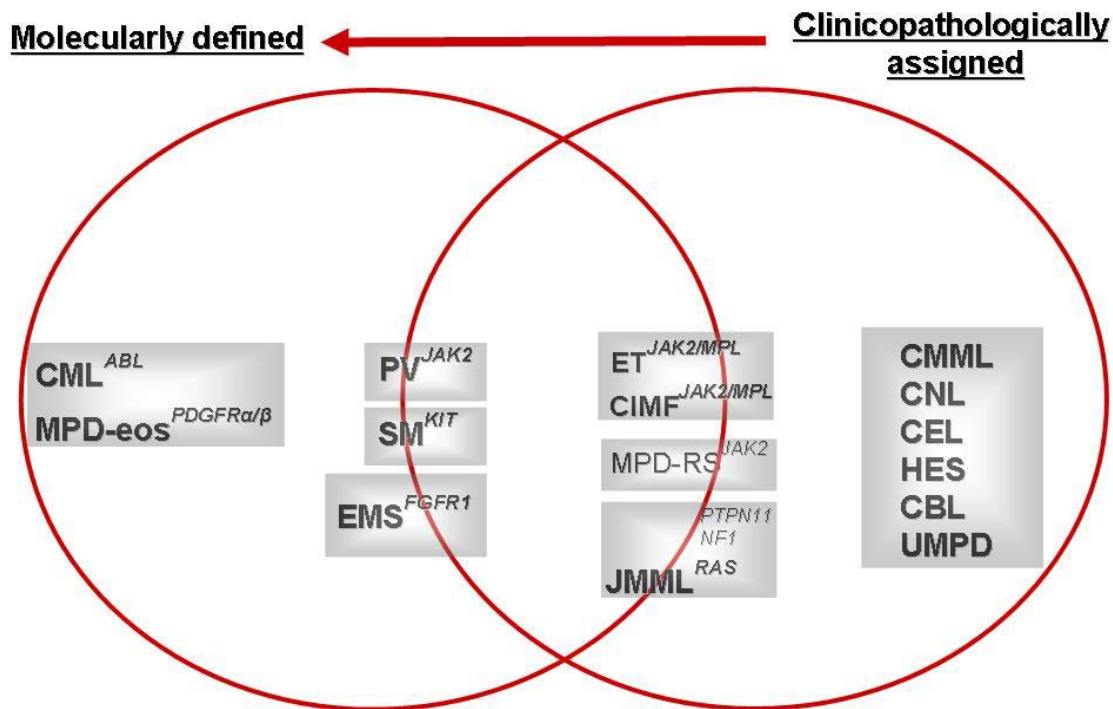 Molecularly defined
Clinicopathologically
assigned
CML ABL
MPD-eos PDGFRα/β
PV JAK2
SM KIT
EMS FGFR1
ET JAK2/MPL
CIMF JAK2/MPL
MPD-RS JAK2
PTPN11
NF1
JMML RAS
CMML
CNL
CEL
HES
CBL
UMPD